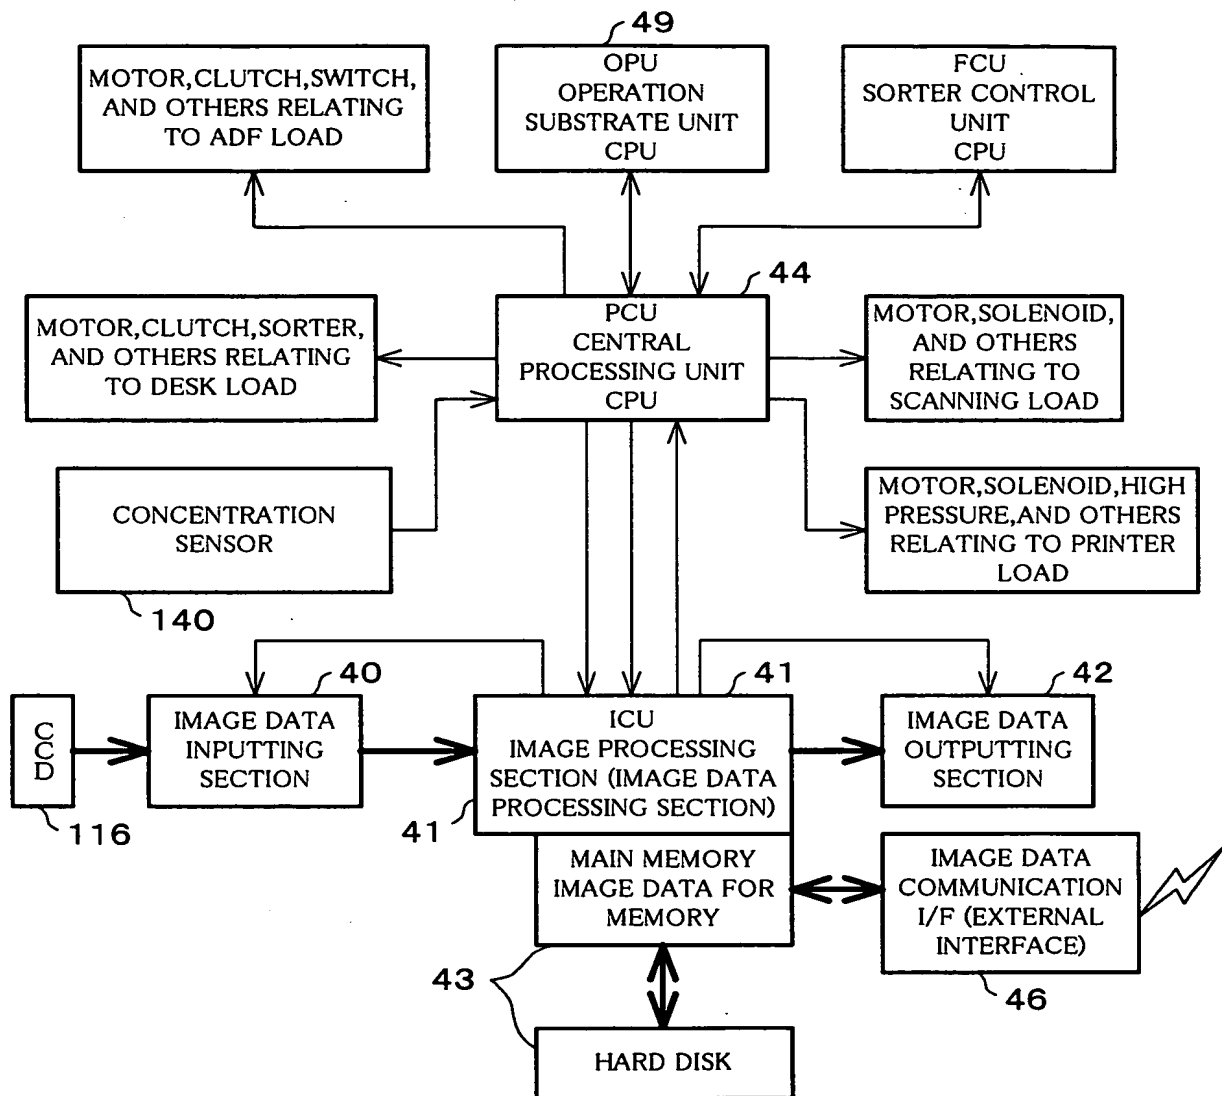 49
MOTOR,CLUTCH,SWITCH,
AND OTHERS RELATING
TO ADF LOAD
OPU
OPERATION
SUBSTRATE UNIT
CPU
FCU
SORTER CONTROL
UNIT
CPU
44
MOTOR,CLUTCH,SORTER,
AND OTHERS RELATING
TO DESK LOAD
PCU
CENTRAL
PROCESSING UNIT
CPU
MOTOR,SOLENOID,
AND OTHERS
RELATING TO
SCANNING LOAD
CONCENTRATION
SENSOR
140
MOTOR,SOLENOID,HIGH
PRESSURE,AND OTHERS
RELATING TO PRINTER
LOAD
40
41
42
CCD
116
IMAGE DATA
INPUTTING
SECTION
ICU
IMAGE PROCESSING
SECTION (IMAGE DATA
PROCESSING SECTION)
41
IMAGE DATA
OUTPUTTING
SECTION
MAIN MEMORY
IMAGE DATA FOR
MEMORY
IMAGE DATA
COMMUNICATION
I/F (EXTERNAL
INTERFACE)
43
46
HARD DISK